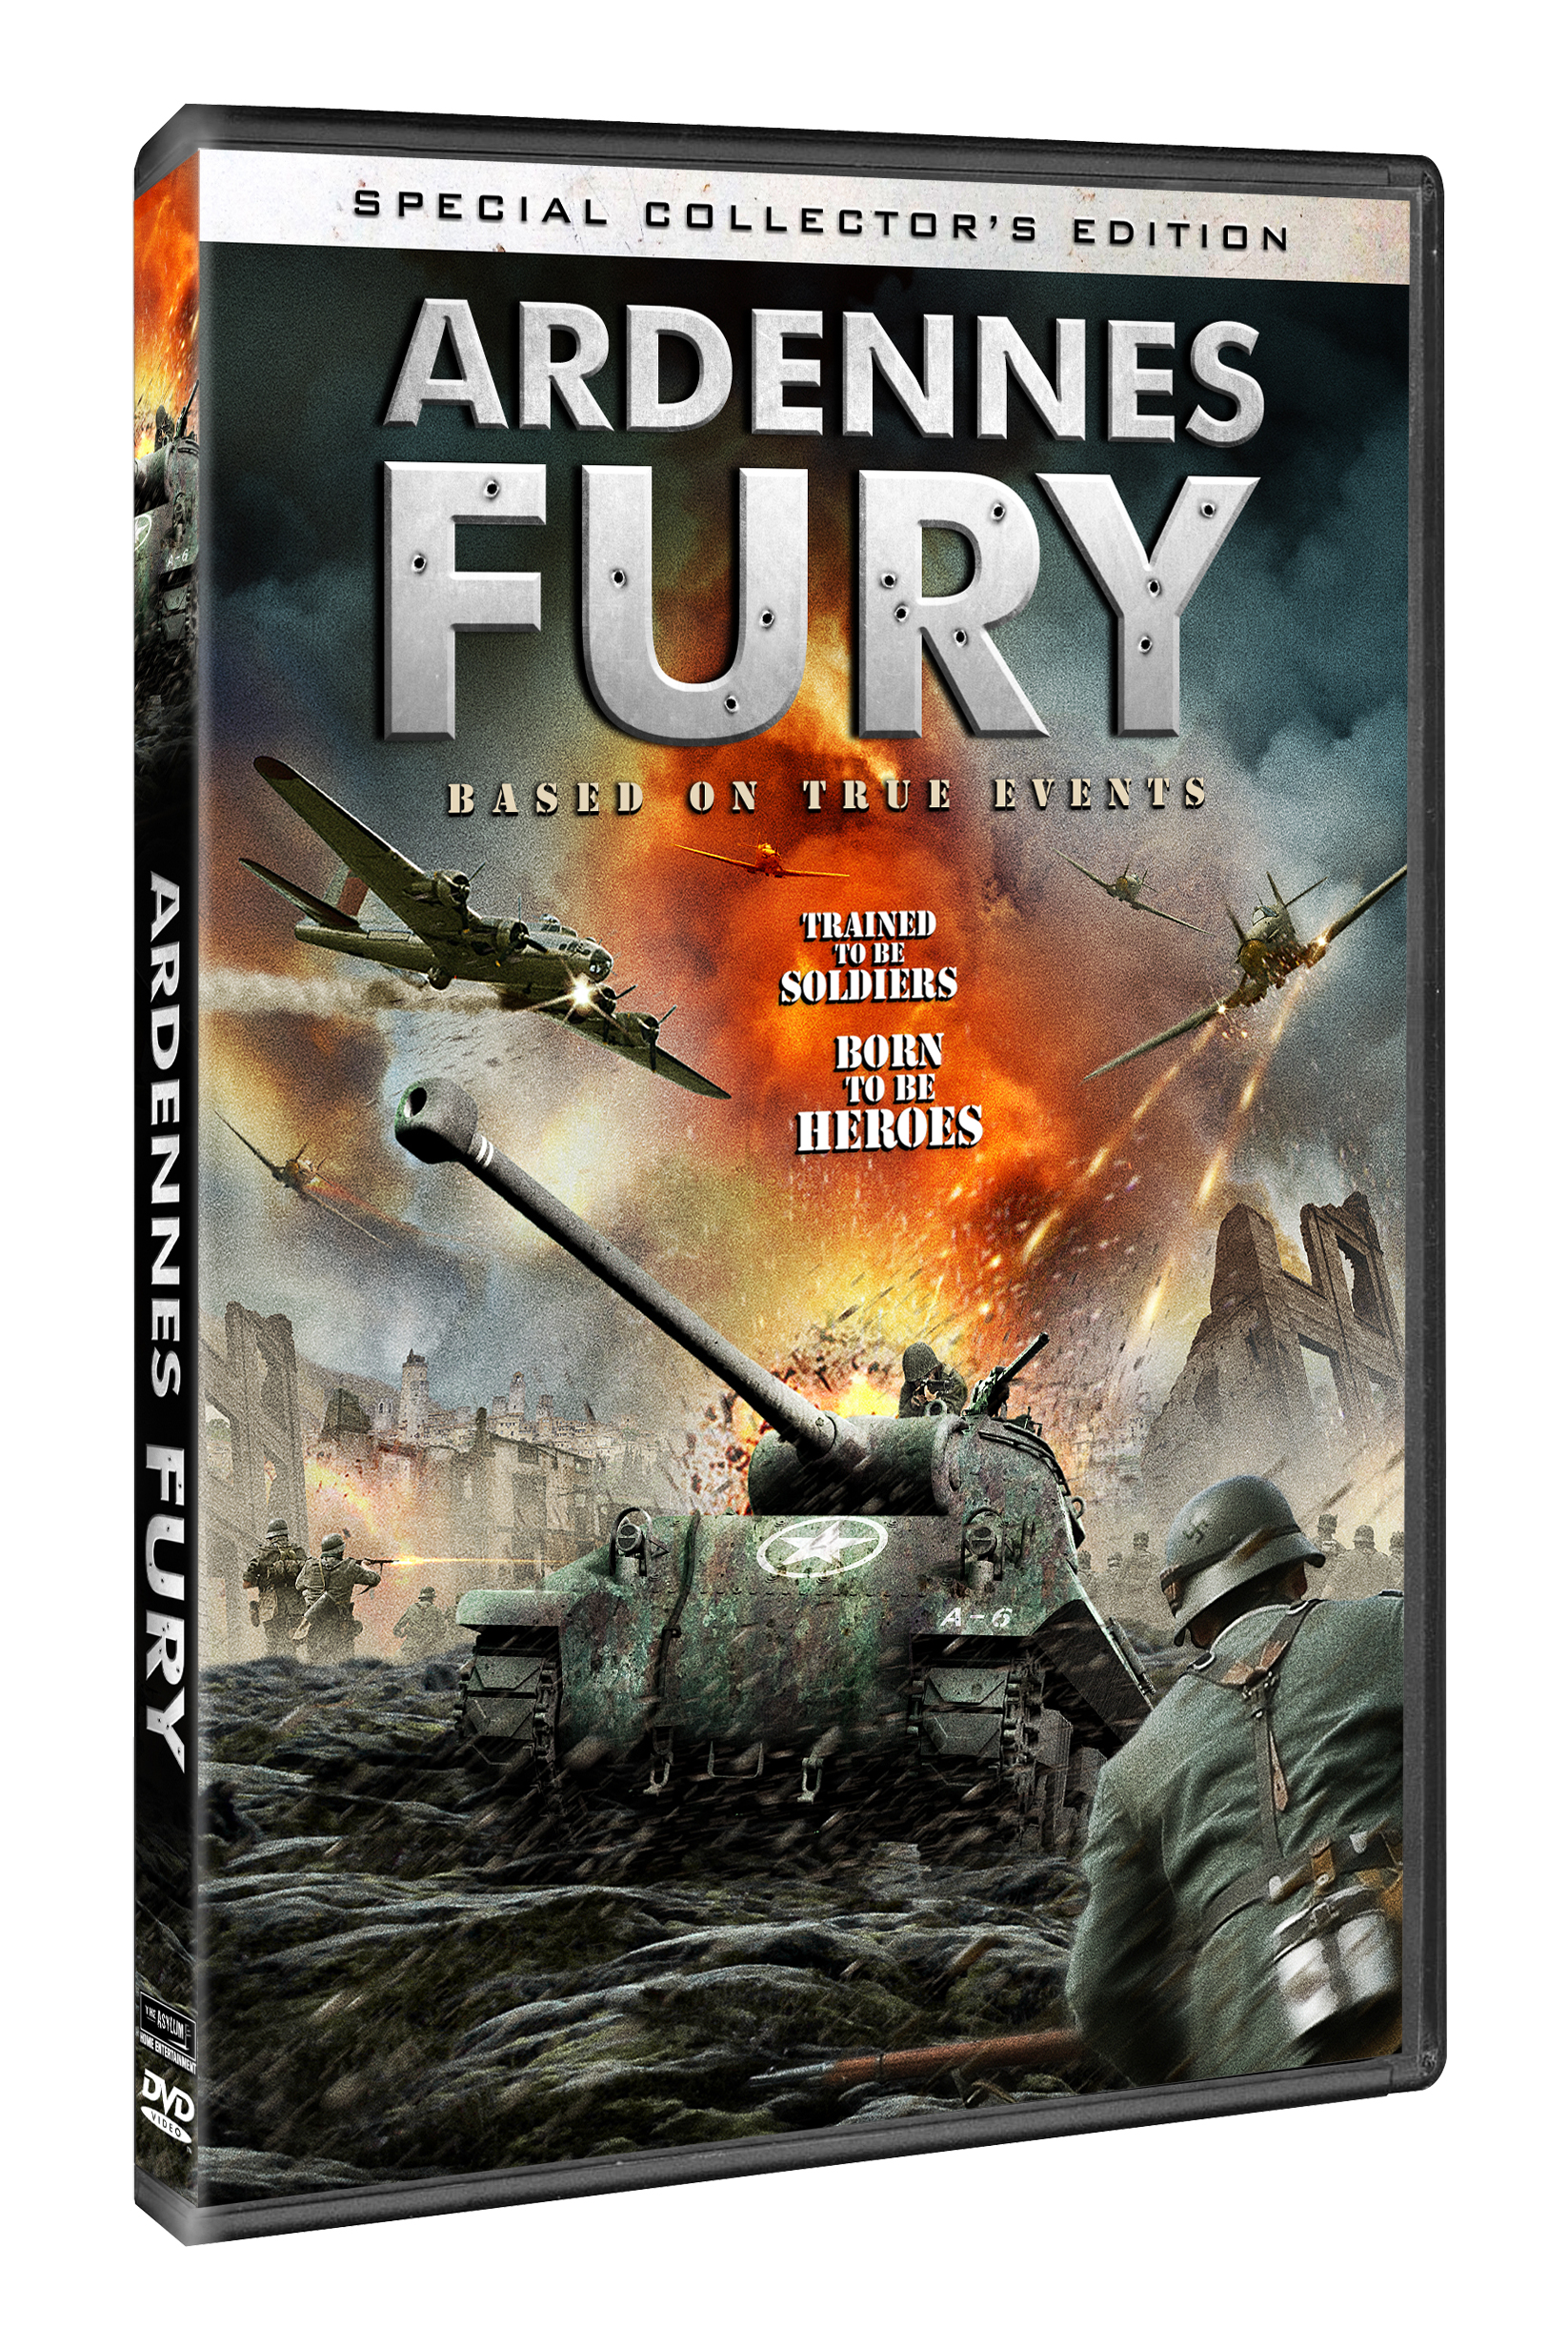 SPECIAL COLLECTOR'S EDITION
ARDENNES
FURY
BASED ON TRUE EVENTS
TRAINED
TO BE
SOLDIERS
BORN
TO BE
HEROES
A-6
ARDENNES FURY
A-6
THE ASYLUM
HOME ENTERTAINMENT
DVD
VIDEO